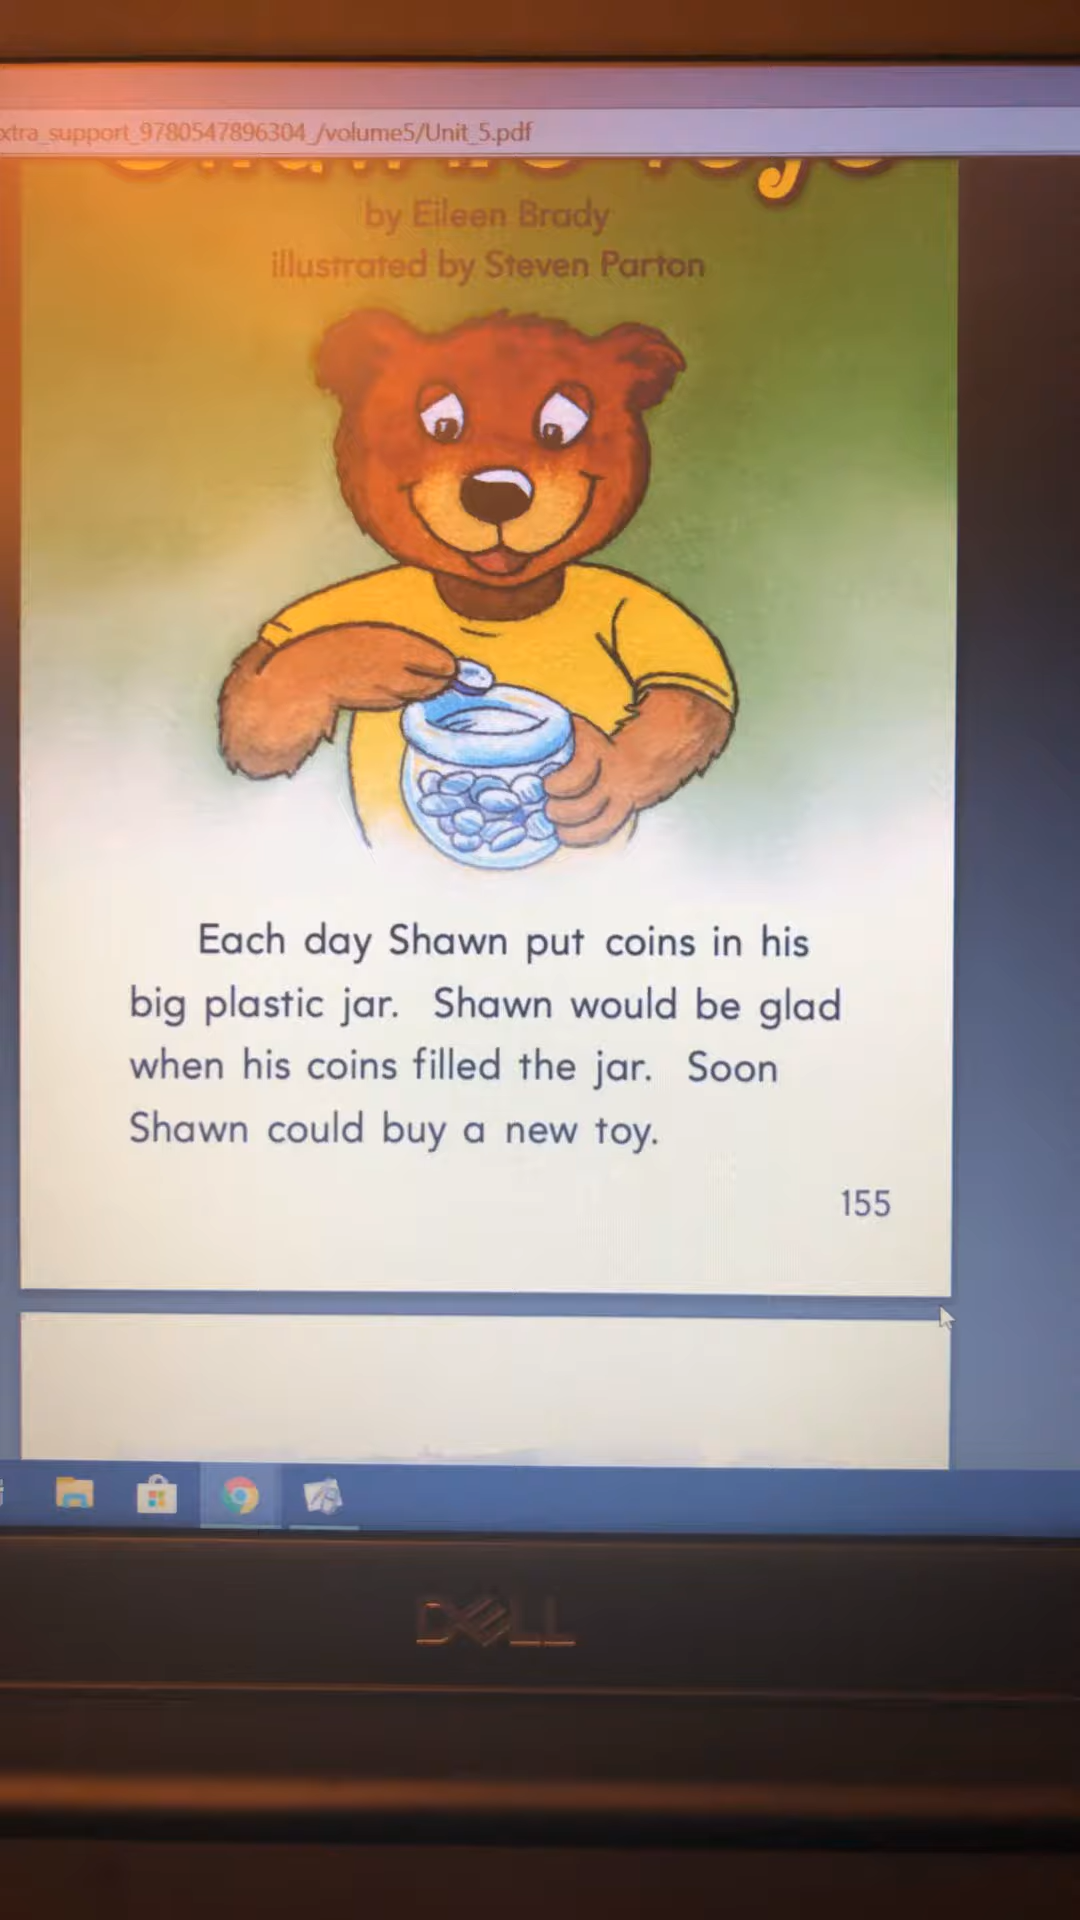 xtra_support_9780547896304_/volume5/Unit_5.pdf
by Eileen Brady
illustrated by Steven Parton
Each day Shawn put coins in his
big plastic jar. Shawn would be glad
when his coins filled the jar. Soon
Shawn could buy a new toy.
155
DELL